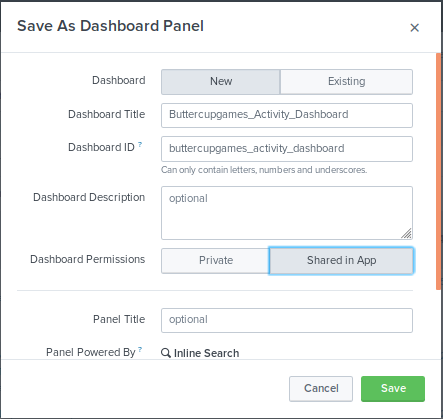 Save As Dashboard Panel ×
Dashboard New Existing
Dashboard Title Buttercupgames_Activity_Dashboard
Dashboard ID ? buttercupgames_activity_dashboard
Can only contain letters, numbers and underscores.
Dashboard Description optional
Dashboard Permissions Private Shared in App
Panel Title optional
Panel Powered By ? Inline Search
Cancel Save